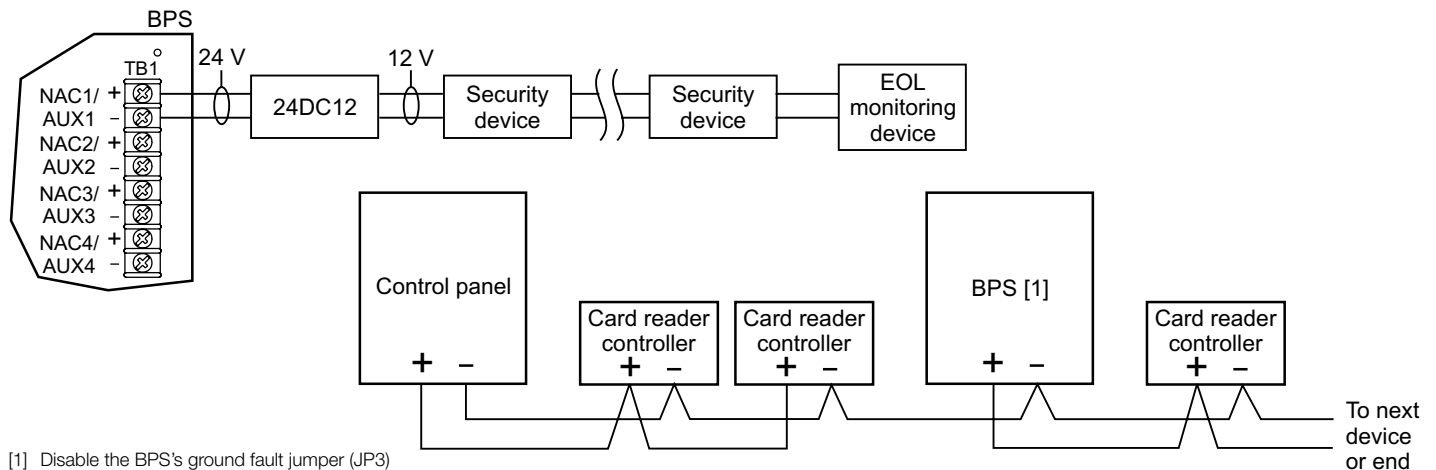 BPS
TB1
24 V
12 V
NAC1/ +
AUX1 –
NAC2/ +
AUX2 –
NAC3/ +
AUX3 –
NAC4/ +
AUX4 –
24DC12
Security
device
Security
device
EOL
monitoring
device
Control panel
+ –
Card reader
controller
+ –
Card reader
controller
+ –
BPS [1]
+ –
Card reader
controller
+ –
To next
device
or end
[1] Disable the BPS's ground fault jumper (JP3)